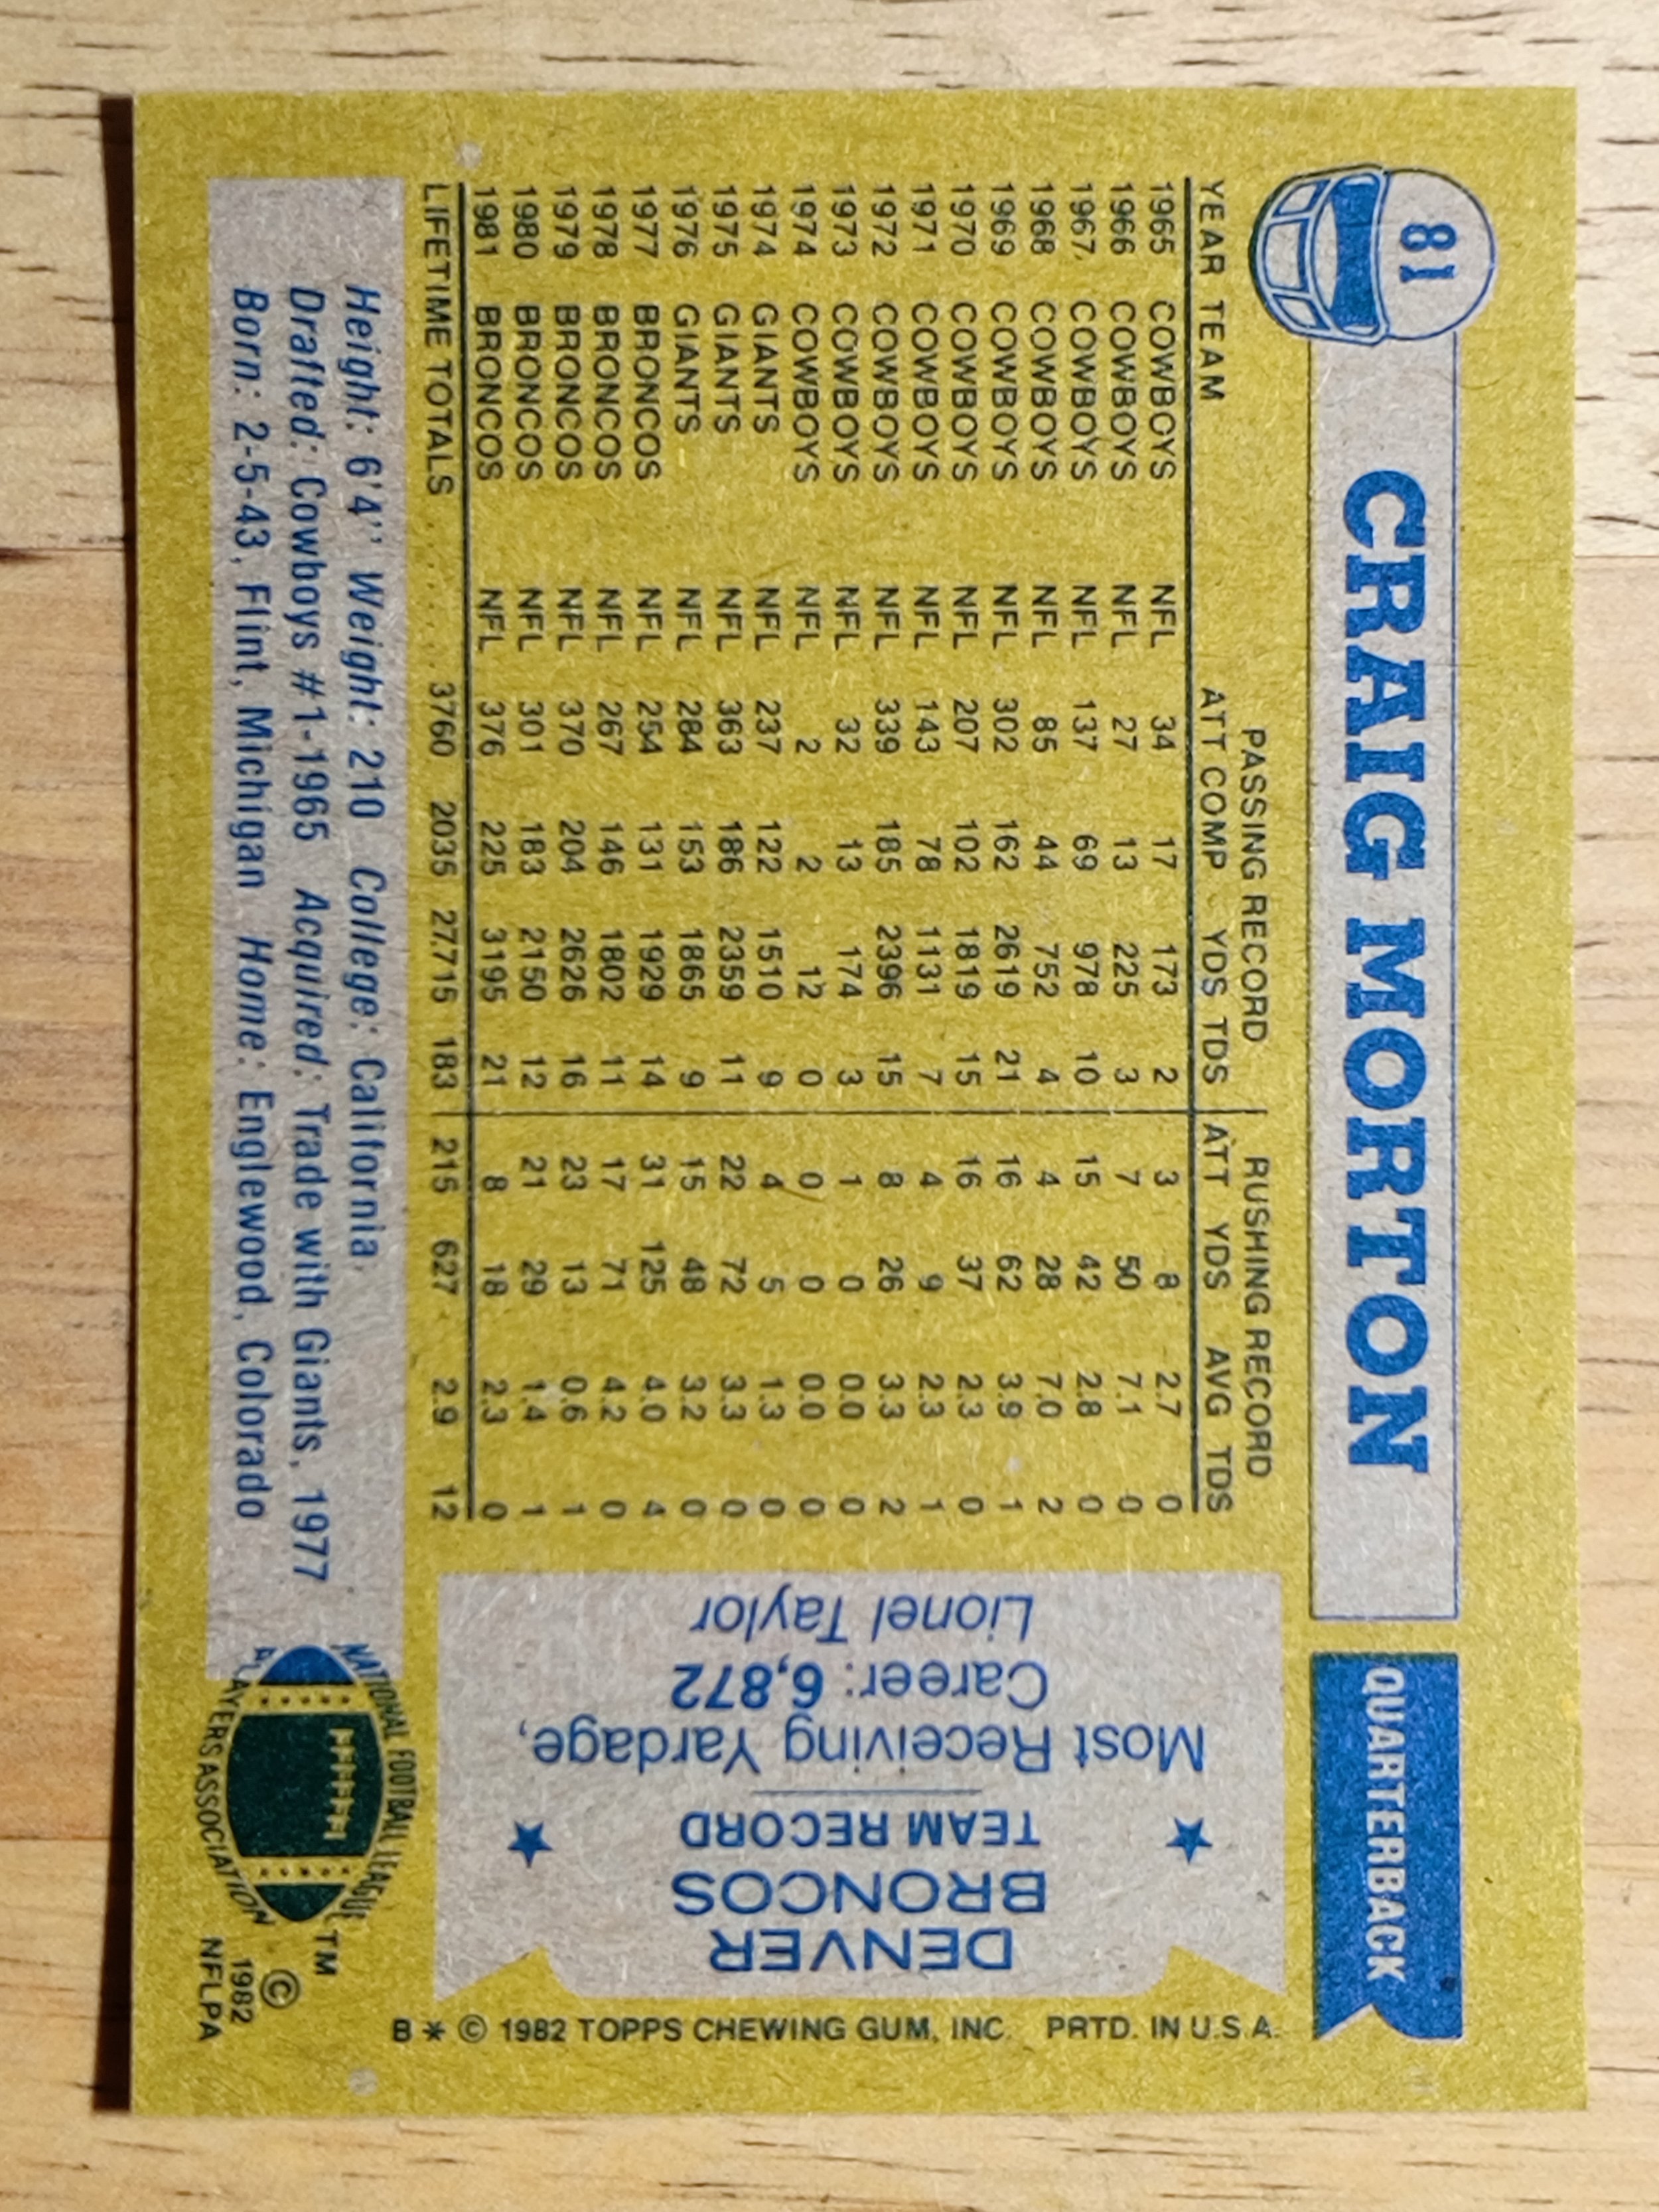 81
CRAIG MORTON
QUARTERBACK
PASSING RECORD RUSHING RECORD
YEAR TEAM ATT COMP YDS TDS ATT YDS AVG TDS
1965 COWBOYS NFL 34 17 173 2 3 8 2.7 0
1966 COWBOYS NFL 27 13 225 3 7 50 7.1 0
1967 COWBOYS NFL 137 69 978 10 15 42 2.8 0
1968 COWBOYS NFL 85 44 752 4 4 28 7.0 2
1969 COWBOYS NFL 302 162 2619 21 16 62 3.9 1
1970 COWBOYS NFL 207 102 1819 15 16 37 2.3 0
1971 COWBOYS NFL 143 78 1131 7 4 9 2.3 1
1972 COWBOYS NFL 339 185 2396 15 8 26 3.3 2
1973 COWBOYS NFL 32 13 174 3 1 0 0.0 0
1974 COWBOYS NFL 2 2 12 0 0 0 0.0 0
1974 GIANTS NFL 237 122 1510 9 4 5 1.3 0
1975 GIANTS NFL 363 186 2359 11 22 72 3.3 0
1976 GIANTS NFL 284 153 1865 9 15 48 3.2 0
1977 BRONCOS NFL 254 131 1929 14 31 125 4.0 4
1978 BRONCOS NFL 267 146 1802 11 17 71 4.2 0
1979 BRONCOS NFL 370 204 2626 16 23 13 0.6 1
1980 BRONCOS NFL 301 183 2150 12 21 29 1.4 1
1981 BRONCOS NFL 376 225 3195 21 8 18 2.3 0
LIFETIME TOTALS . . . . . . . 3760 2035 27,715 183 215 627 2.9 12
Height: 6'4" Weight: 210 College: California
Drafted: Cowboys #1-1965 Acquired: Trade with Giants, 1977
Born: 2-5-43, Flint, Michigan Home: Englewood, Colorado
DENVER
BRONCOS
★ TEAM RECORD ★
Most Receiving Yardage,
Career: 6,872
Lionel Taylor
B * © 1982 TOPPS CHEWING GUM, INC. PRTD. IN U.S.A.
NATIONAL FOOTBALL LEAGUE
PLAYERS ASSOCIATION
TM
©
1982
NFLPA